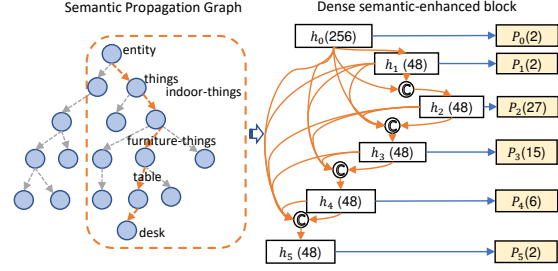 Semantic Propagation Graph
Dense semantic-enhanced block
entity
things
indoor-things
furniture-things
table
desk
h₀(256)
P₀(2)
h₁ (48)
P₁(2)
C
h₂ (48)
P₂(27)
C
h₃ (48)
P₃(15)
C
h₄ (48)
P₄(6)
C
h₅ (48)
P₅(2)